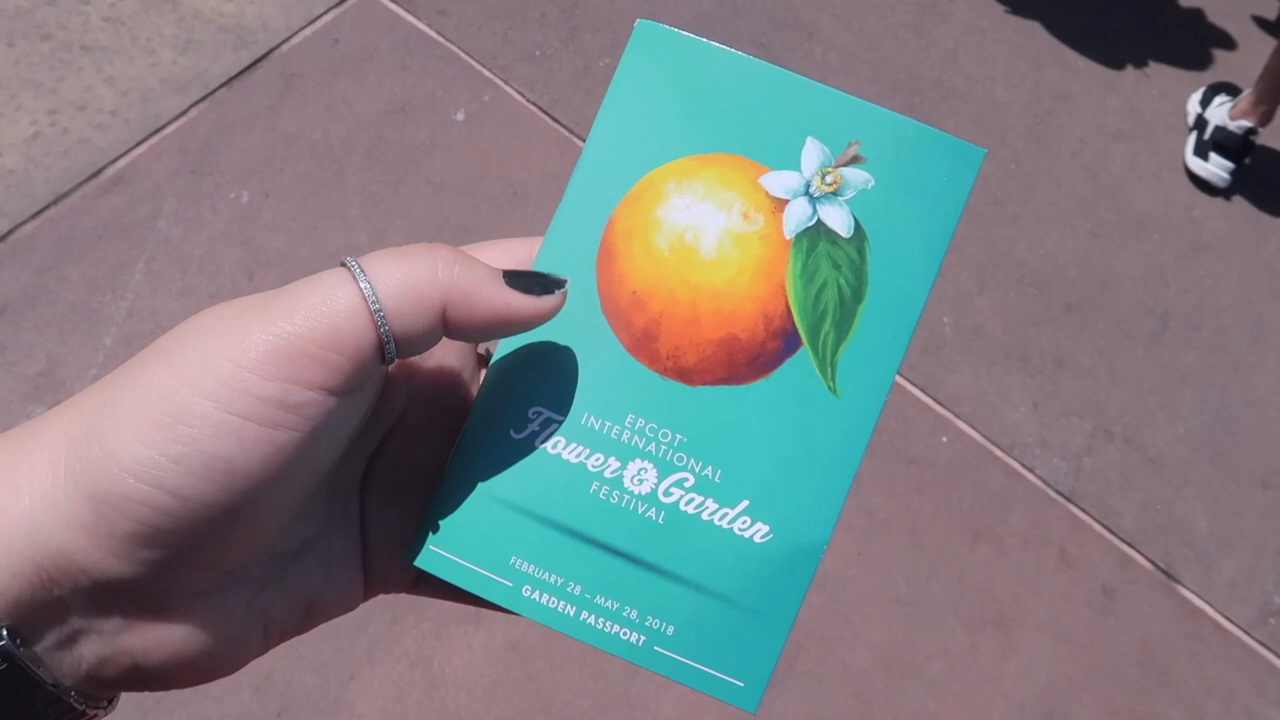 EPCOT®
INTERNATIONAL
Flower & Garden
FESTIVAL
FEBRUARY 28 – MAY 28, 2018
GARDEN PASSPORT